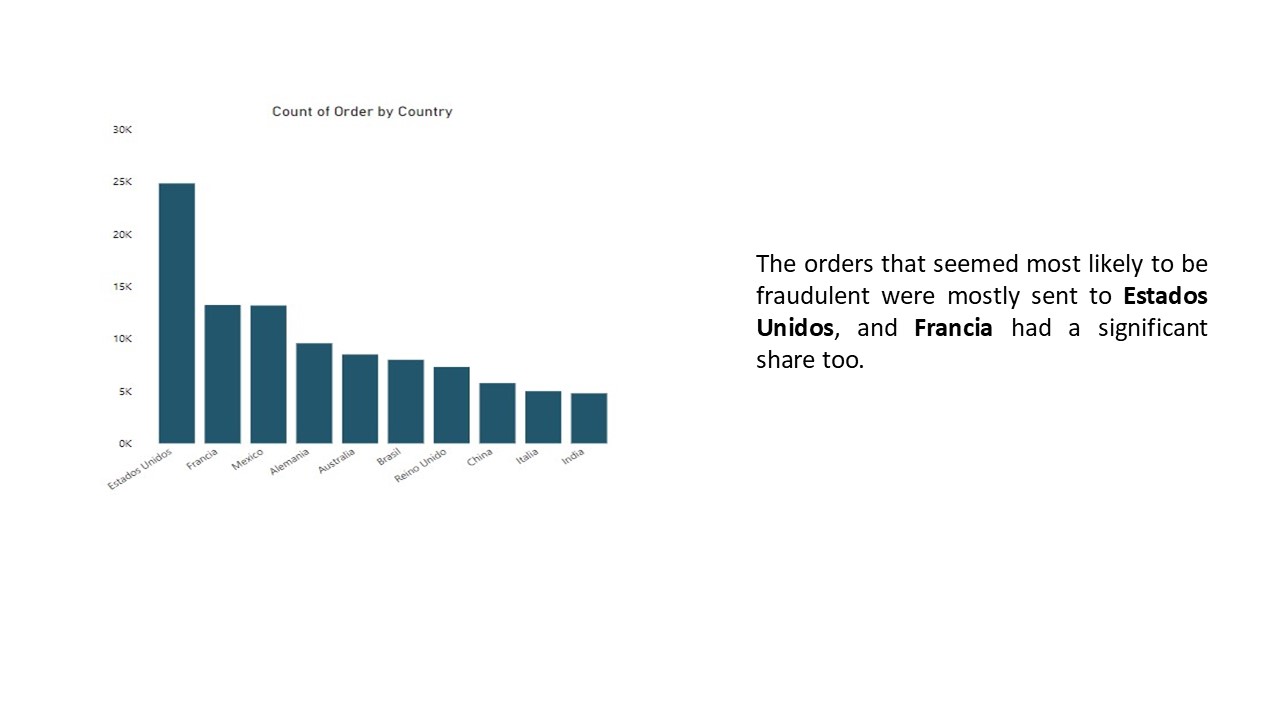 Count of Order by Country
30K
25K
20K
15K
10K
5K
0K
Estados Unidos
Francia
Mexico
Alemania
Australia
Brasil
Reino Unido
China
Italia
India
The orders that seemed most likely to be
fraudulent were mostly sent to Estados
Unidos, and Francia had a significant
share too.